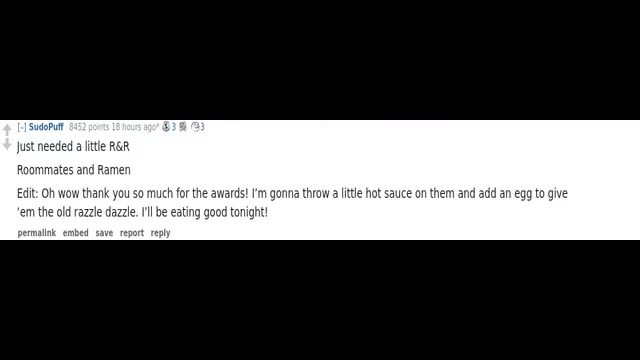 [-] SudoPuff 8452 points 18 hours ago* 3 3
Just needed a little R&R
Roommates and Ramen
Edit: Oh wow thank you so much for the awards! I’m gonna throw a little hot sauce on them and add an egg to give
‘em the old razzle dazzle. I’ll be eating good tonight!
permalink embed save report reply